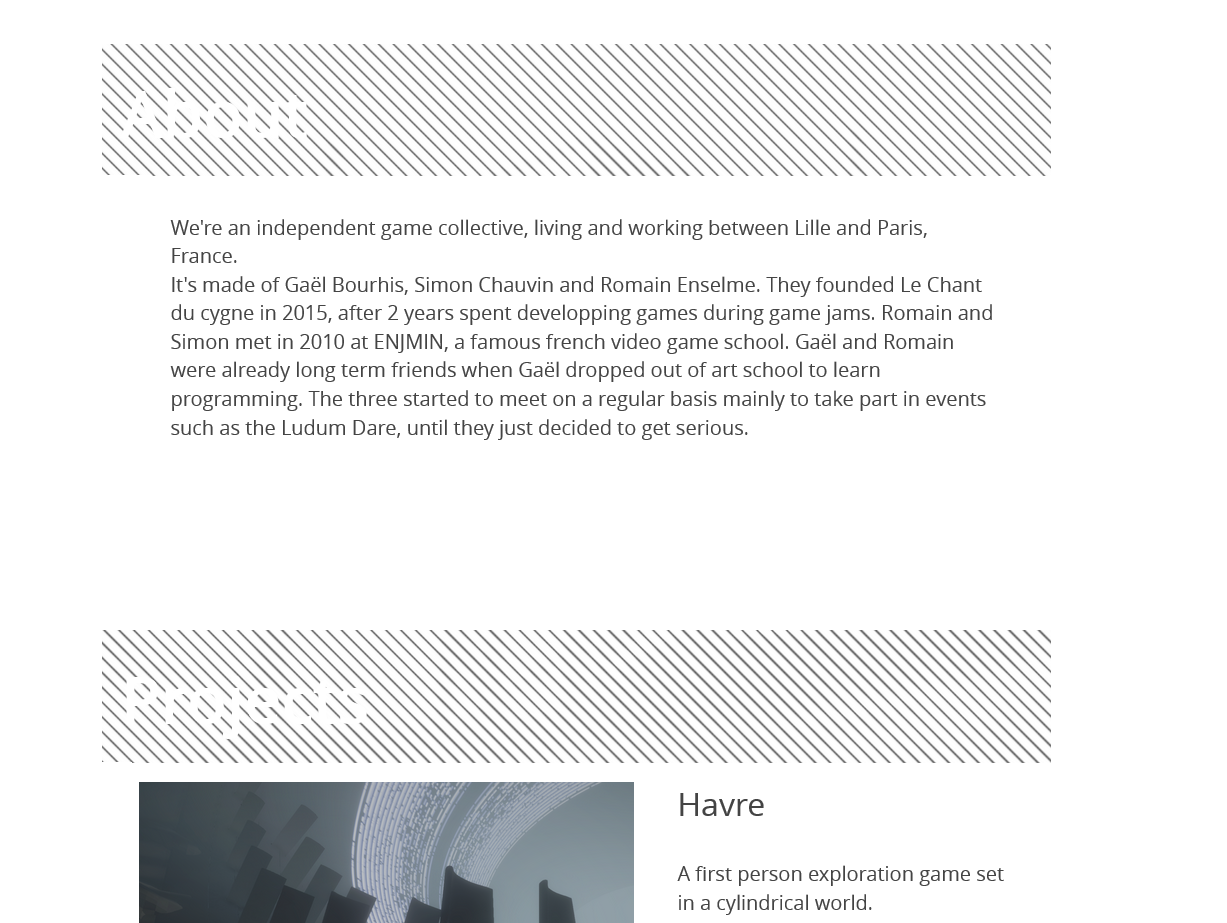 About
We're an independent game collective, living and working between Lille and Paris,
France.
It's made of Gaël Bourhis, Simon Chauvin and Romain Enselme. They founded Le Chant
du cygne in 2015, after 2 years spent developping games during game jams. Romain and
Simon met in 2010 at ENJMIN, a famous french video game school. Gaël and Romain
were already long term friends when Gaël dropped out of art school to learn
programming. The three started to meet on a regular basis mainly to take part in events
such as the Ludum Dare, until they just decided to get serious.
Projects
Havre
A first person exploration game set
in a cylindrical world.